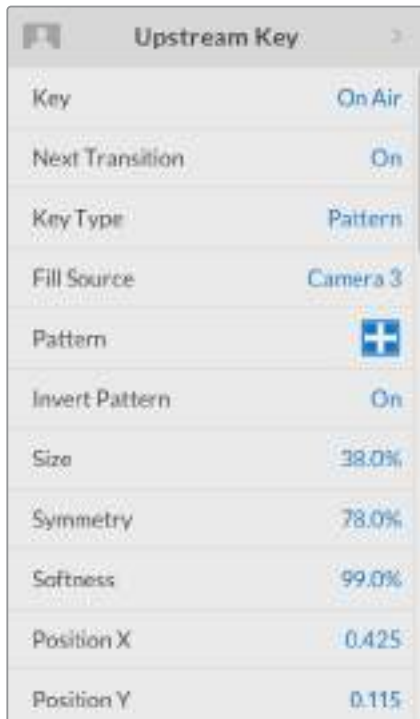 Upstream Key
Key On Air
Next Transition On
Key Type Pattern
Fill Source Camera 3
Pattern
Invert Pattern On
Size 38.0%
Symmetry 78.0%
Softness 99.0%
Position X 0.425
Position Y 0.115